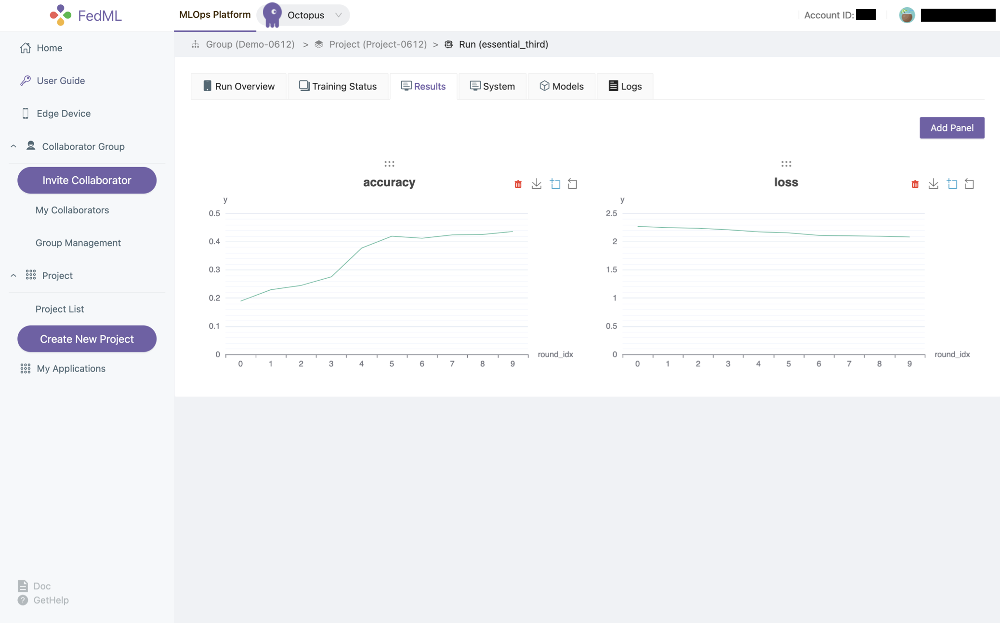 FedML
MLOps Platform
Octopus
Account ID:
Home
User Guide
Edge Device
Collaborator Group
Invite Collaborator
My Collaborators
Group Management
Project
Project List
Create New Project
My Applications
Doc
GetHelp
Group (Demo-0612) > Project (Project-0612) > Run (essential_third)
Run Overview
Training Status
Results
System
Models
Logs
Add Panel
accuracy
y
0.5
0.4
0.3
0.2
0.1
0
0 1 2 3 4 5 6 7 8 9
round_idx
loss
y
2.5
2
1.5
1
0.5
0
0 1 2 3 4 5 6 7 8 9
round_idx